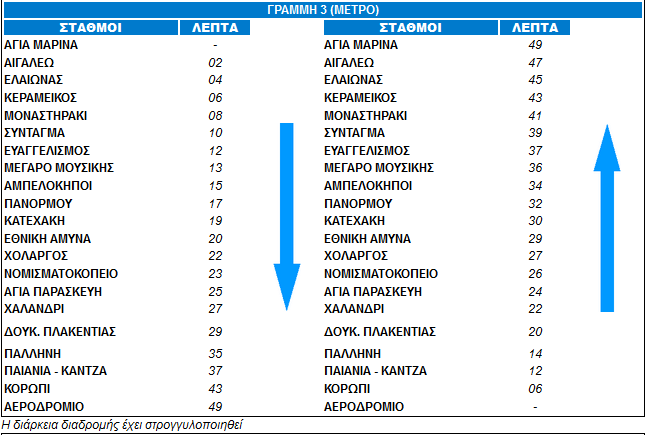 ΓΡΑΜΜΗ 3 (ΜΕΤΡΟ)
ΣΤΑΘΜΟΙ ΛΕΠΤΑ ΣΤΑΘΜΟΙ ΛΕΠΤΑ
ΑΓΙΑ ΜΑΡΙΝΑ - ΑΓΙΑ ΜΑΡΙΝΑ 49
ΑΙΓΑΛΕΩ 02 ΑΙΓΑΛΕΩ 47
ΕΛΑΙΩΝΑΣ 04 ΕΛΑΙΩΝΑΣ 45
ΚΕΡΑΜΕΙΚΟΣ 06 ΚΕΡΑΜΕΙΚΟΣ 43
ΜΟΝΑΣΤΗΡΑΚΙ 08 ΜΟΝΑΣΤΗΡΑΚΙ 41
ΣΥΝΤΑΓΜΑ 10 ΣΥΝΤΑΓΜΑ 39
ΕΥΑΓΓΕΛΙΣΜΟΣ 12 ΕΥΑΓΓΕΛΙΣΜΟΣ 37
ΜΕΓΑΡΟ ΜΟΥΣΙΚΗΣ 13 ΜΕΓΑΡΟ ΜΟΥΣΙΚΗΣ 36
ΑΜΠΕΛΟΚΗΠΟΙ 15 ΑΜΠΕΛΟΚΗΠΟΙ 34
ΠΑΝΟΡΜΟΥ 17 ΠΑΝΟΡΜΟΥ 32
ΚΑΤΕΧΑΚΗ 19 ΚΑΤΕΧΑΚΗ 30
ΕΘΝΙΚΗ ΑΜΥΝΑ 20 ΕΘΝΙΚΗ ΑΜΥΝΑ 29
ΧΟΛΑΡΓΟΣ 22 ΧΟΛΑΡΓΟΣ 27
ΝΟΜΙΣΜΑΤΟΚΟΠΕΙΟ 23 ΝΟΜΙΣΜΑΤΟΚΟΠΕΙΟ 26
ΑΓΙΑ ΠΑΡΑΣΚΕΥΗ 25 ΑΓΙΑ ΠΑΡΑΣΚΕΥΗ 24
ΧΑΛΑΝΔΡΙ 27 ΧΑΛΑΝΔΡΙ 22
ΔΟΥΚ. ΠΛΑΚΕΝΤΙΑΣ 29 ΔΟΥΚ. ΠΛΑΚΕΝΤΙΑΣ 20
ΠΑΛΛΗΝΗ 35 ΠΑΛΛΗΝΗ 14
ΠΑΙΑΝΙΑ - ΚΑΝΤΖΑ 37 ΠΑΙΑΝΙΑ - ΚΑΝΤΖΑ 12
ΚΟΡΩΠΙ 43 ΚΟΡΩΠΙ 06
ΑΕΡΟΔΡΟΜΙΟ 49 ΑΕΡΟΔΡΟΜΙΟ -
Η διάρκεια διαδρομής έχει στρογγυλοποιηθεί